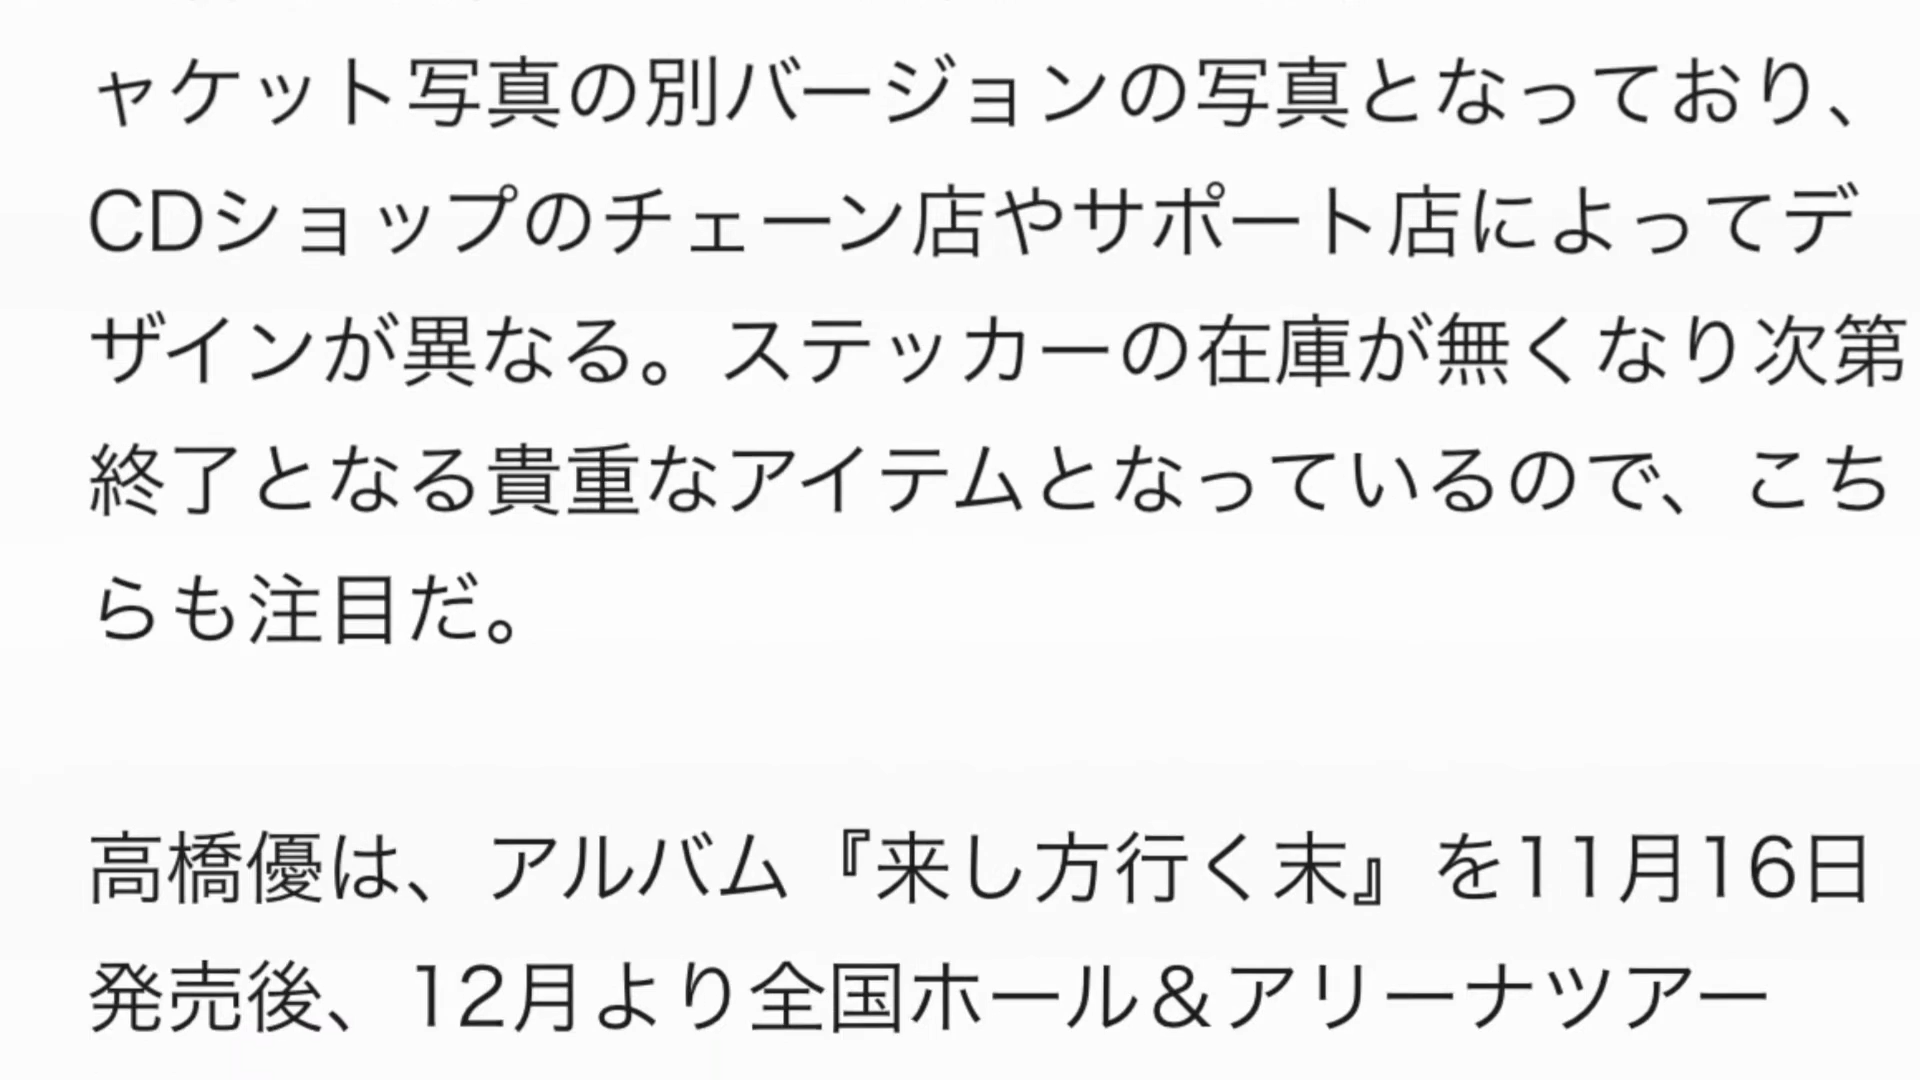 ャケット写真の別バージョンの写真となっており、
CDショップのチェーン店やサポート店によってデ
ザインが異なる。ステッカーの在庫が無くなり次第
終了となる貴重なアイテムとなっているので、こち
らも注目だ。
高橋優は、アルバム『来し方行く末』を11月16日
発売後、12月より全国ホール＆アリーナツアー